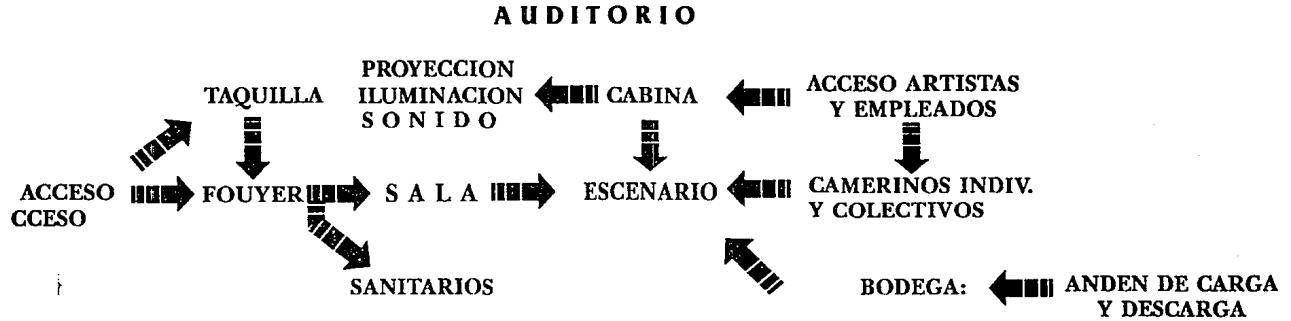 AUDITORIO
PROYECCION
ILUMINACION
SONIDO
TAQUILLA
CABINA
ACCESO ARTISTAS
Y EMPLEADOS
ACCESO
CCESO
FOUYER
SALA
ESCENARIO
CAMERINOS INDIV.
Y COLECTIVOS
SANITARIOS
BODEGA:
ANDEN DE CARGA
Y DESCARGA